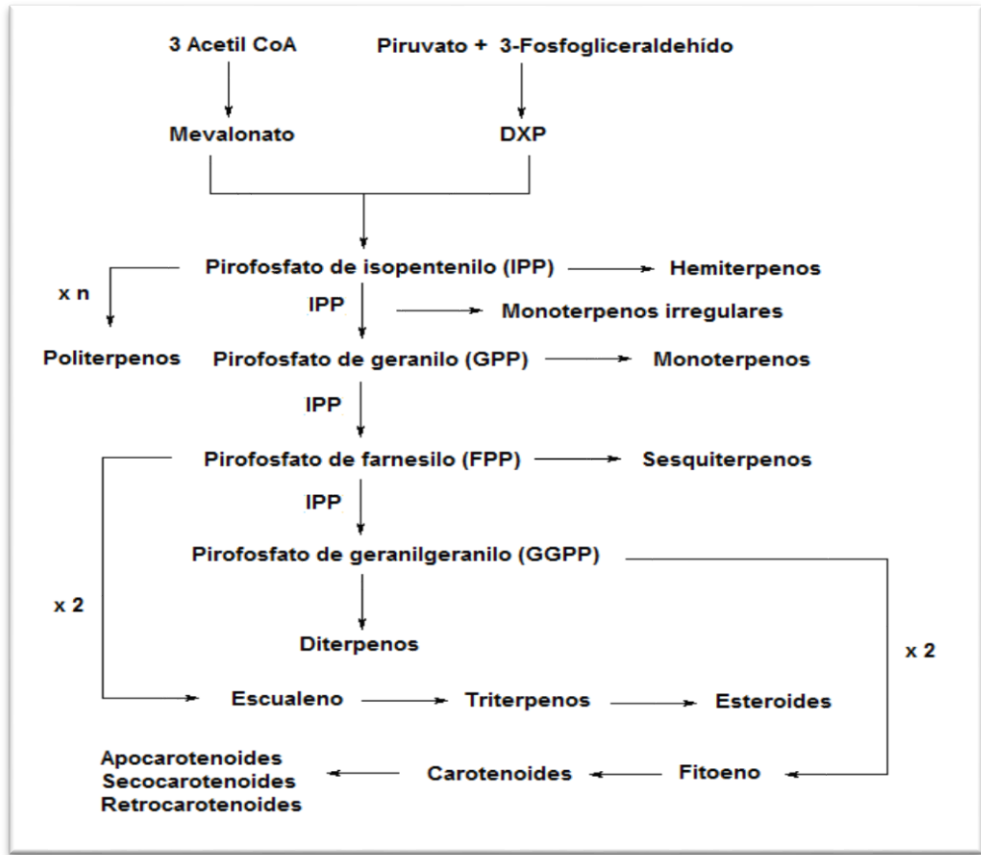 3 Acetil CoA
Piruvato + 3-Fosfogliceraldehído
Mevalonato
DXP
Pirofosfato de isopentenilo (IPP)
Hemiterpenos
x n
IPP
Monoterpenos irregulares
Politerpenos
Pirofosfato de geranilo (GPP)
Monoterpenos
IPP
Pirofosfato de farnesilo (FPP)
Sesquiterpenos
IPP
Pirofosfato de geranilgeranilo (GGPP)
x 2
Diterpenos
x 2
Escualeno
Triterpenos
Esteroides
Apocarotenoides
Secocarotenoides
Retrocarotenoides
Carotenoides
Fitoeno